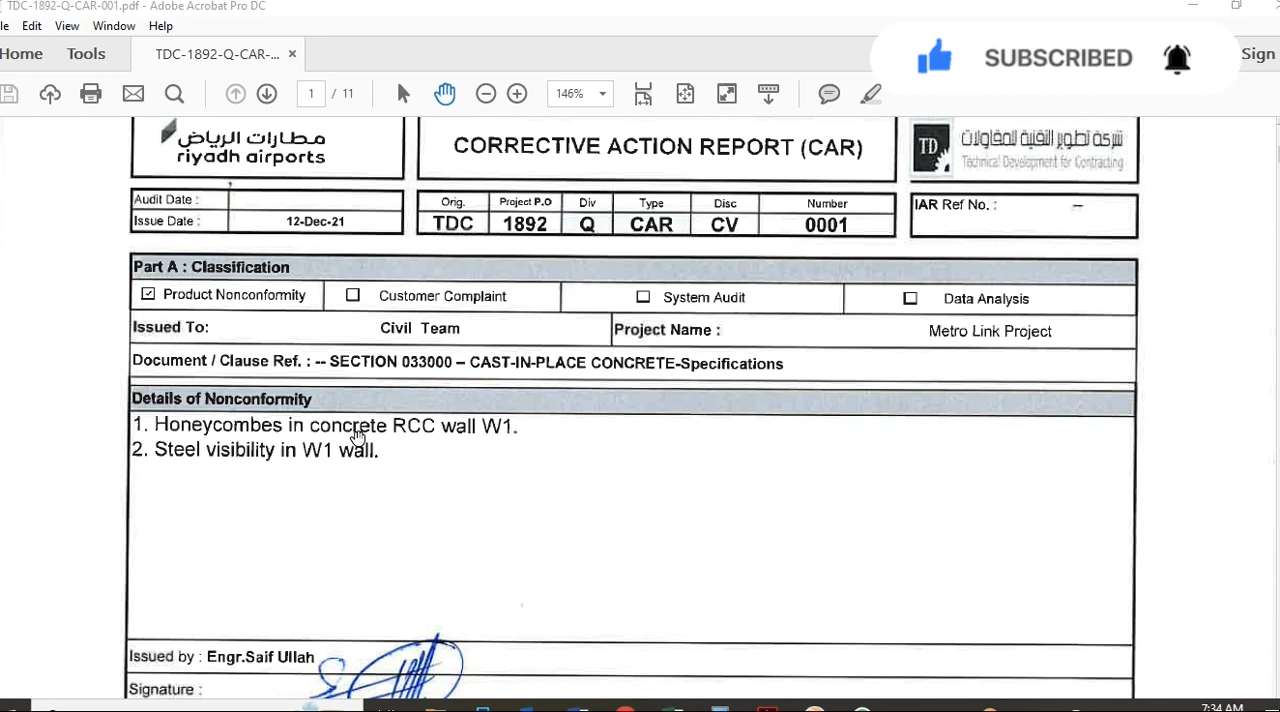 TDC-1892-Q-CAR-001.pdf - Adobe Acrobat Pro DC
Edit View Window Help
Home Tools TDC-1892-Q-CAR-... ×
SUBSCRIBED
Sign
1 / 11
146%
مطارات الرياض
riyadh airports
CORRECTIVE ACTION REPORT (CAR)
TD
شركة تطوير التقنية للمقاولات
Technical Development for Contracting
Audit Date :
Issue Date : 12-Dec-21
Orig. Project P.O Div Type Disc Number
TDC 1892 Q CAR CV 0001
IAR Ref No. : –
Part A : Classification
Product Nonconformity Customer Complaint System Audit Data Analysis
Issued To: Civil Team Project Name : Metro Link Project
Document / Clause Ref. : -- SECTION 033000 – CAST-IN-PLACE CONCRETE-Specifications
Details of Nonconformity
1. Honeycombes in concrete RCC wall W1.
2. Steel visibility in W1 wall.
Issued by : Engr.Saif Ullah
Signature :
7:34 AM